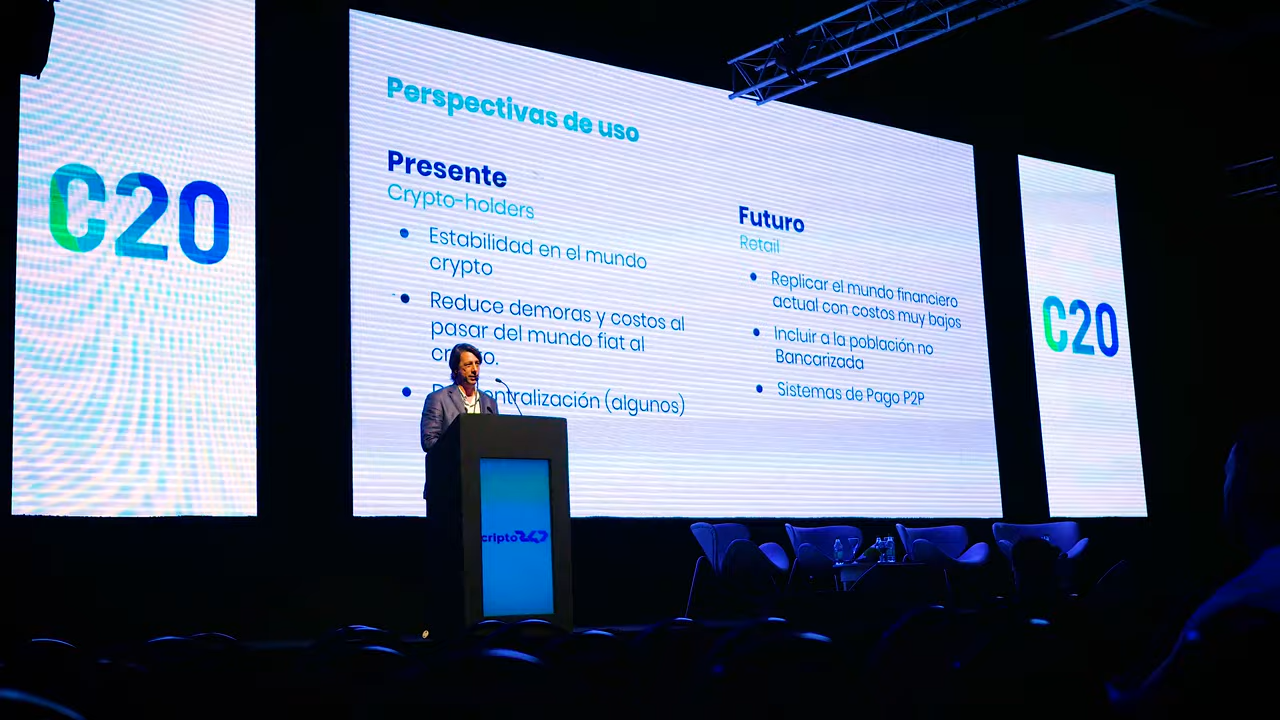 C20
Perspectivas de uso
Presente
Crypto-holders
Estabilidad en el mundo
crypto
Reduce demoras y costos al
pasar del mundo fiat al
(algunos)
Futuro
Retail
Replicar el mundo financiero
actual con costos muy bajos
Incluir a la población no
Bancarizada
Sistemas de Pago P2P
C20
cripto247